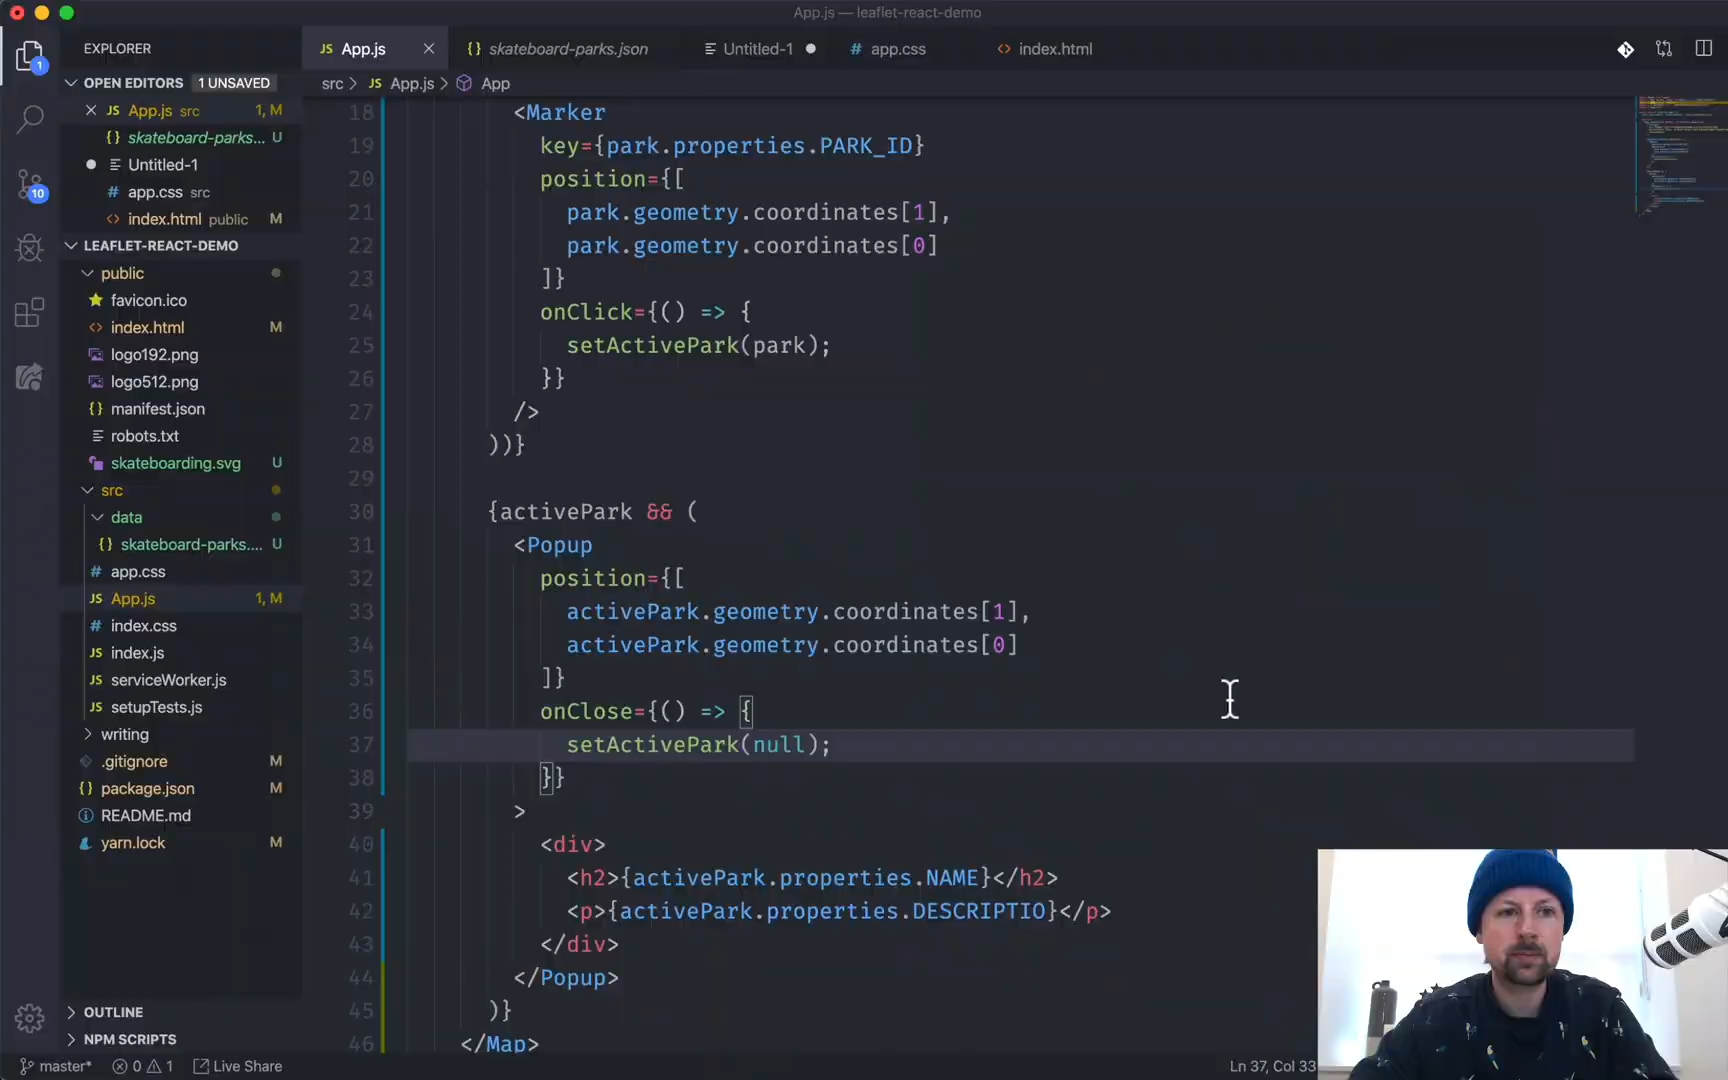 App.js — leaflet-react-demo
EXPLORER
OPEN EDITORS 1 UNSAVED
App.js src 1, M
skateboard-parks... U
Untitled-1
app.css src
index.html public M
LEAFLET-REACT-DEMO
public
favicon.ico
index.html M
logo192.png
logo512.png
manifest.json
robots.txt
skateboarding.svg U
src
data
skateboard-parks.... U
app.css
App.js 1, M
index.css
index.js
serviceWorker.js
setupTests.js
writing
.gitignore M
package.json M
README.md
yarn.lock M
OUTLINE
NPM SCRIPTS
1
10
JS App.js
{} skateboard-parks.json
Untitled-1
# app.css
<> index.html
src > JS App.js > App
18 <Marker
19 key={park.properties.PARK_ID}
20 position={[
21 park.geometry.coordinates[1],
22 park.geometry.coordinates[0]
23 ]}
24 onClick={() => {
25 setActivePark(park);
26 }}
27 />
28 ))}
29
30 {activePark && (
31 <Popup
32 position={[
33 activePark.geometry.coordinates[1],
34 activePark.geometry.coordinates[0]
35 ]}
36 onClose={() => {
37 setActivePark(null);
38 }}
39 >
40 <div>
41 <h2>{activePark.properties.NAME}</h2>
42 <p>{activePark.properties.DESCRIPTIO}</p>
43 </div>
44 </Popup>
45 )}
46 </Map>
master* 0 1 Live Share
Ln 37, Col 33